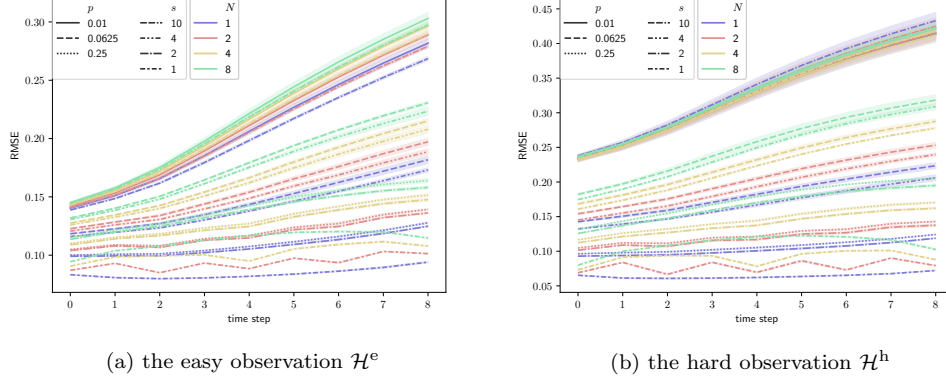 p s N
0.01 10 1
0.0625 4 2
0.25 2 4
1 8
RMSE
0.30
0.25
0.20
0.15
0.10
0 1 2 3 4 5 6 7 8
time step
(a) the easy observation ℋᵉ
p s N
0.01 10 1
0.0625 4 2
0.25 2 4
1 8
RMSE
0.45
0.40
0.35
0.30
0.25
0.20
0.15
0.10
0.05
0 1 2 3 4 5 6 7 8
time step
(b) the hard observation ℋʰ